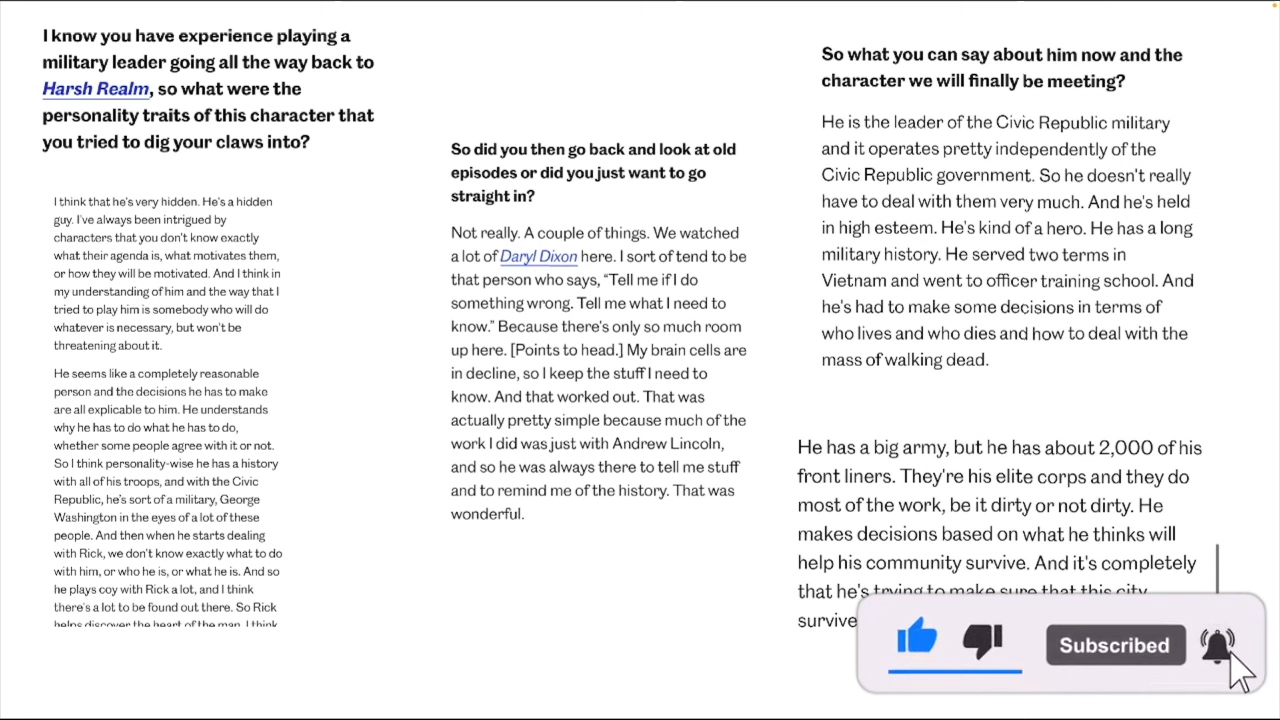 I know you have experience playing a
military leader going all the way back to
Harsh Realm, so what were the
personality traits of this character that
you tried to dig your claws into?
I think that he's very hidden. He's a hidden
guy. I've always been intrigued by
characters that you don't know exactly
what their agenda is, what motivates them,
or how they will be motivated. And I think in
my understanding of him and the way that I
tried to play him is somebody who will do
whatever is necessary, but won't be
threatening about it.
He seems like a completely reasonable
person and the decisions he has to make
are all explicable to him. He understands
why he has to do what he has to do,
whether some people agree with it or not.
So I think personality-wise he has a history
with all of his troops, and with the Civic
Republic, he's sort of a military, George
Washington in the eyes of a lot of these
people. And then when he starts dealing
with Rick, we don't know exactly what to do
with him, or who he is, or what he is. And so
he plays coy with Rick a lot, and I think
there's a lot to be found out there. So Rick
helps discover the heart of the man. I think
So did you then go back and look at old
episodes or did you just want to go
straight in?
Not really. A couple of things. We watched
a lot of Daryl Dixon here. I sort of tend to be
that person who says, “Tell me if I do
something wrong. Tell me what I need to
know.” Because there's only so much room
up here. [Points to head.] My brain cells are
in decline, so I keep the stuff I need to
know. And that worked out. That was
actually pretty simple because much of the
work I did was just with Andrew Lincoln,
and so he was always there to tell me stuff
and to remind me of the history. That was
wonderful.
So what you can say about him now and the
character we will finally be meeting?
He is the leader of the Civic Republic military
and it operates pretty independently of the
Civic Republic government. So he doesn't really
have to deal with them very much. And he's held
in high esteem. He's kind of a hero. He has a long
military history. He served two terms in
Vietnam and went to officer training school. And
he's had to make some decisions in terms of
who lives and who dies and how to deal with the
mass of walking dead.
He has a big army, but he has about 2,000 of his
front liners. They're his elite corps and they do
most of the work, be it dirty or not dirty. He
makes decisions based on what he thinks will
help his community survive. And it's completely
that he's trying to make sure that this city
survive
Subscribed